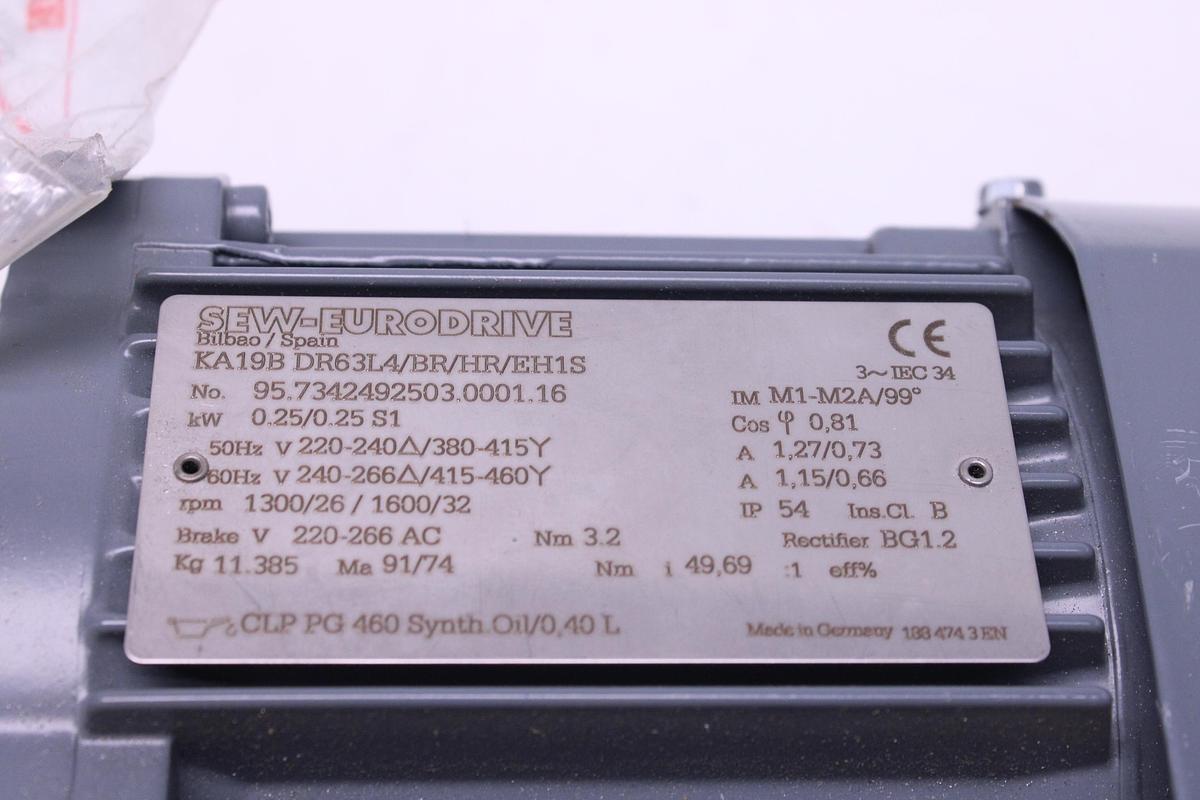 SEW-EURODRIVE
Bilbao / Spain
KA19B DR63L4/BR/HR/EH1S
CE
3~ IEC 34
No. 95.7342492503.0001.16
IM M1-M2A/99°
kW 0.25/0.25 S1
Cos φ 0,81
50Hz V 220-240△/380-415Y
A 1,27/0,73
60Hz V 240-266△/415-460Y
A 1,15/0,66
rpm 1300/26 / 1600/32
IP 54 Ins.Cl. B
Brake V 220-266 AC Nm 3.2 Rectifier BG1.2
Kg 11.385 Ma 91/74 Nm i 49,69 :1 eff%
CLP PG 460 Synth.Oil/0,40 L
Made in Germany 188 474 3 EN